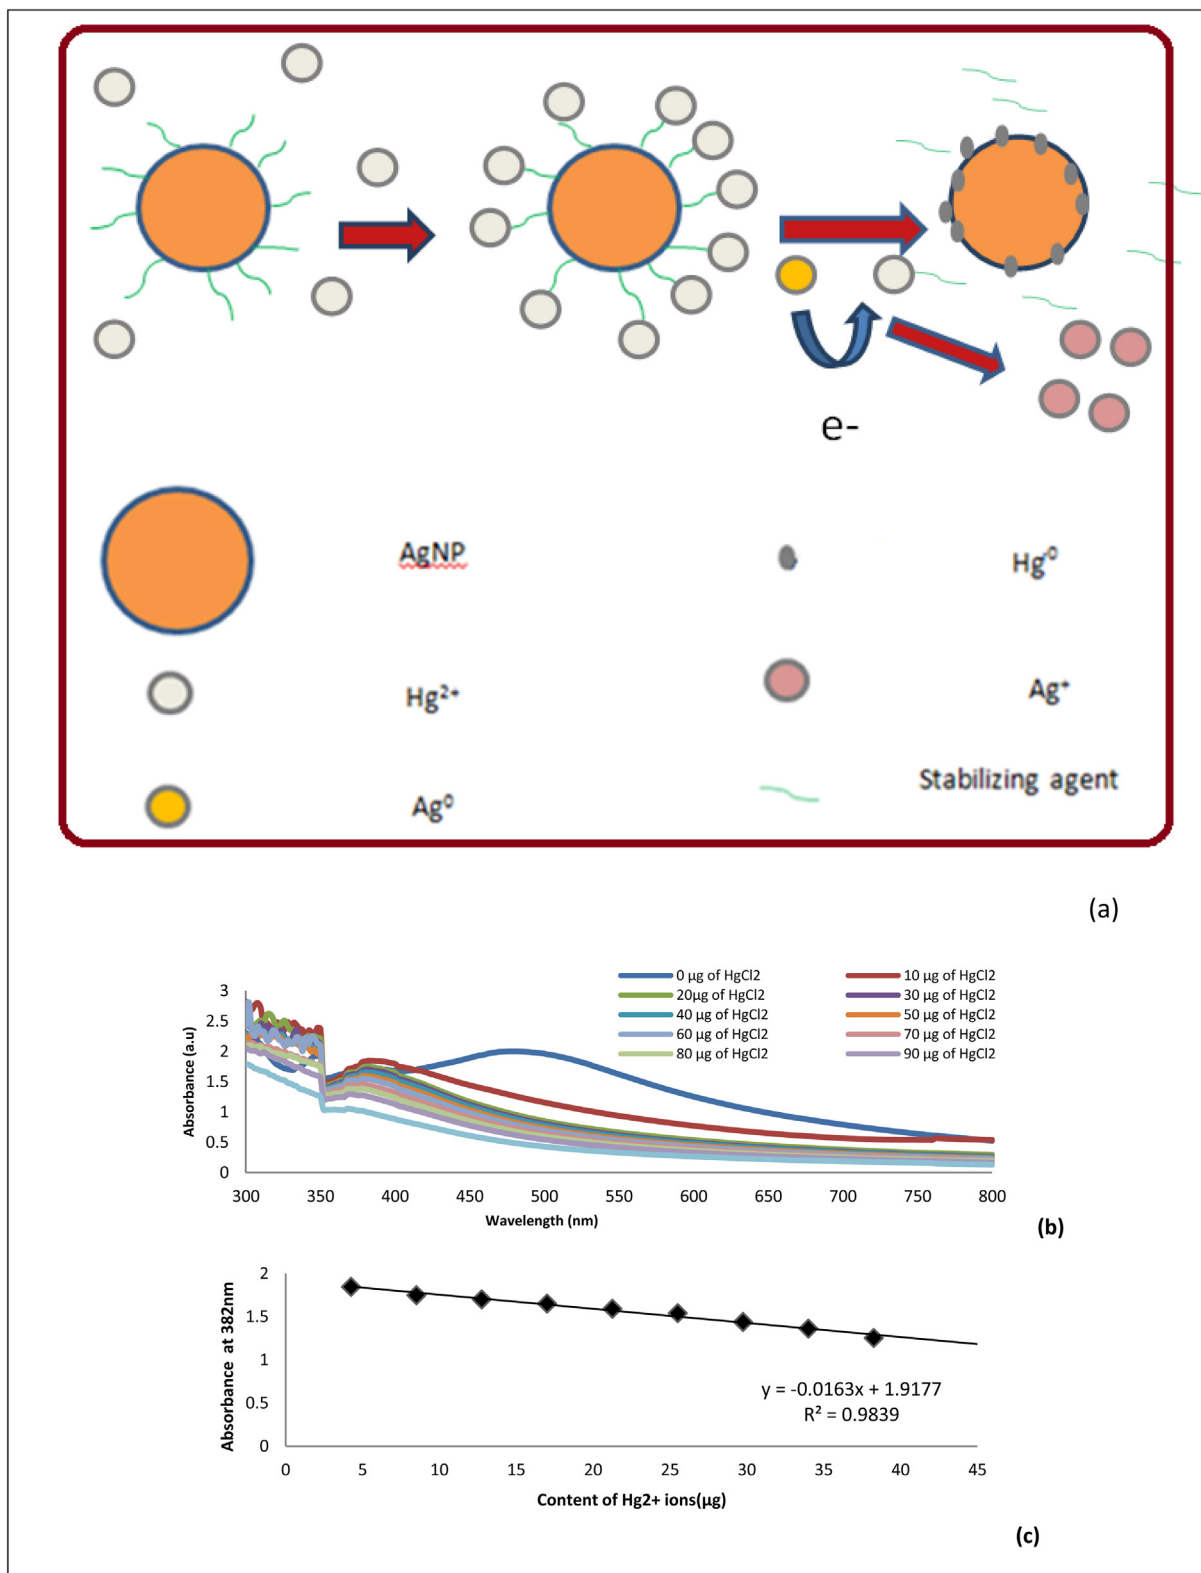 e-
AgNP
Hg⁰
Hg²⁺
Ag⁺
Ag⁰
Stabilizing agent
(a)
0 µg of HgCl2
10 µg of HgCl2
20µg of HgCl2
30 µg of HgCl2
40 µg of HgCl2
50 µg of HgCl2
60 µg of HgCl2
70 µg of HgCl2
80 µg of HgCl2
90 µg of HgCl2
Absorbance (a.u)
3
2.5
2
1.5
1
0.5
0
300 350 400 450 500 550 600 650 700 750 800
Wavelength (nm)
(b)
Absorbance at 382nm
2
1.5
1
0.5
0
y = -0.0163x + 1.9177
R² = 0.9839
0 5 10 15 20 25 30 35 40 45
Content of Hg2+ ions(µg)
(c)